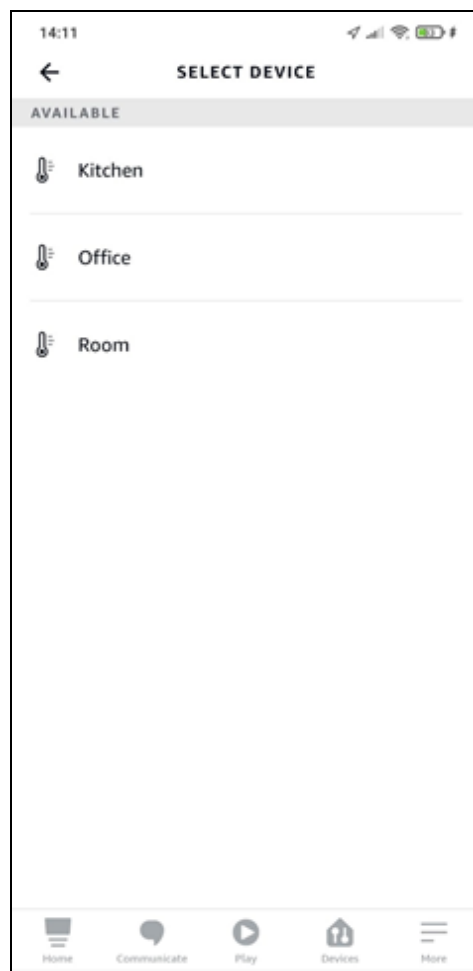 14:11
SELECT DEVICE
AVAILABLE
Kitchen
Office
Room
Home Communicate Play Devices More